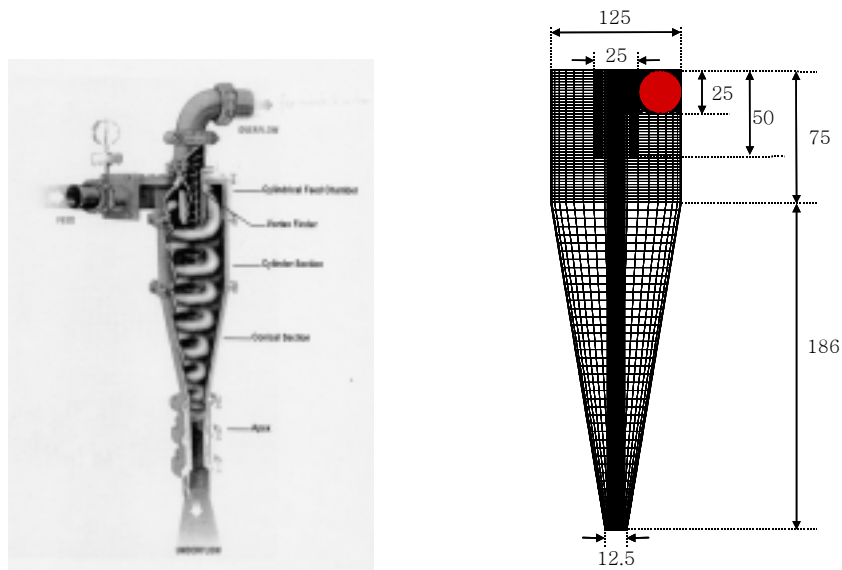 OVERFLOW
Cylindrical Feed Chamber
FEED
Vortex Finder
Cylinder Section
Conical Section
Apex
UNDERFLOW
125
25
25
50
75
186
12.5